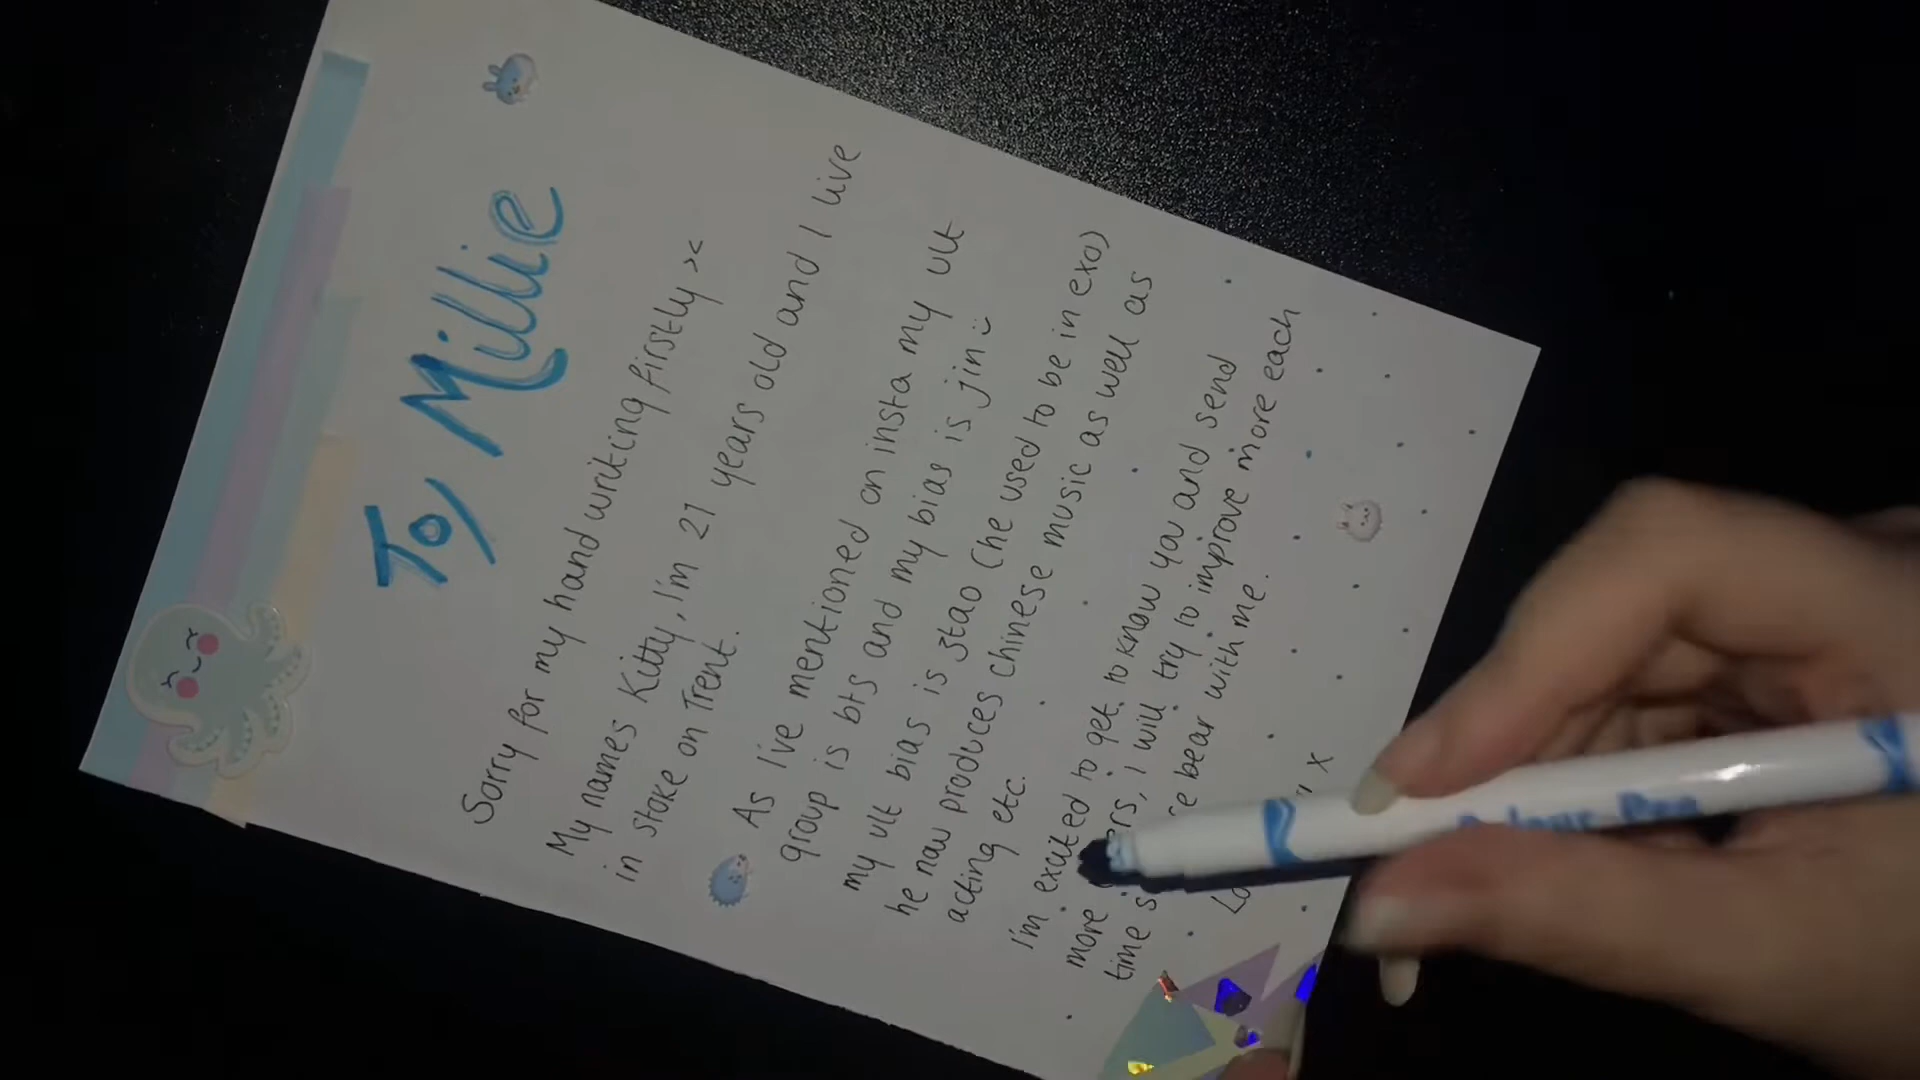 To, Millie
Sorry for my hand writing firstly ><
My names Kitty, I'm 21 years old and I live
in stoke on Trent.
As I've mentioned on insta my ult
group is bts and my bias is jin
my ult bias is ztao (he used to be in exo)
he now produces chinese music as well as
acting etc.
I'm excited to get to know you and send
more I will try to improve more each
time bear with me.
x